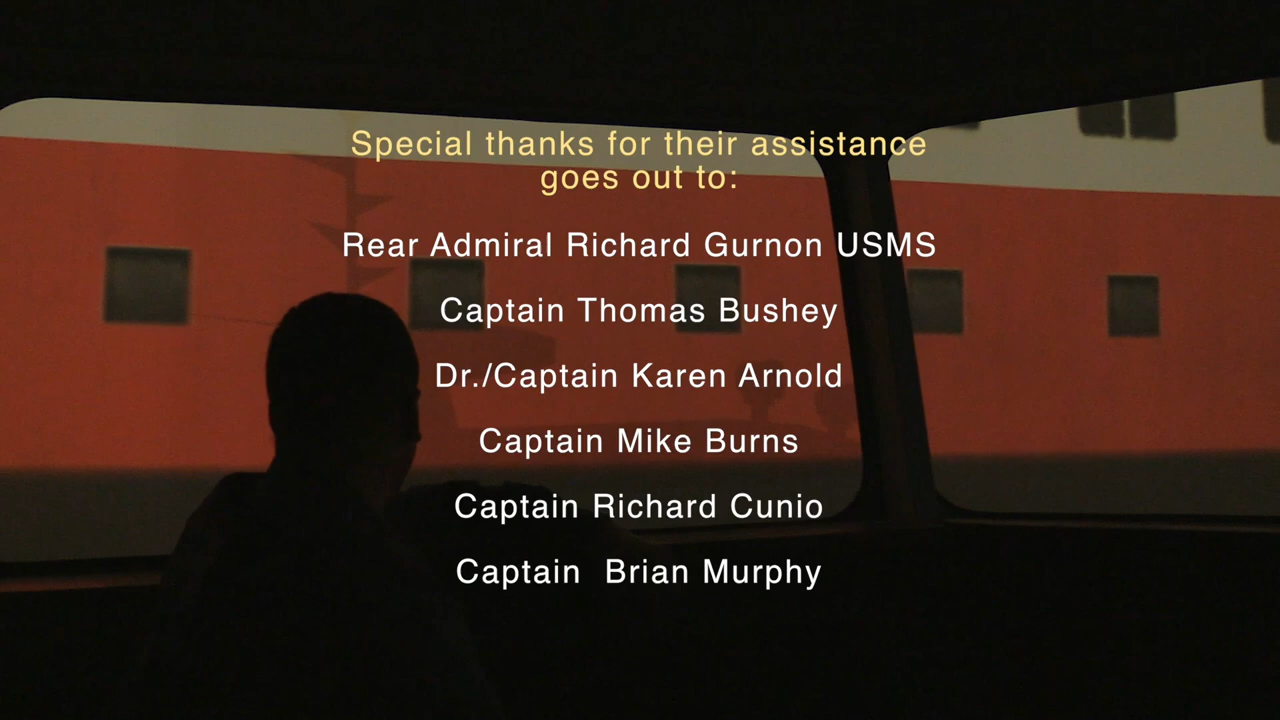 Special thanks for their assistance
goes out to:
Rear Admiral Richard Gurnon USMS
Captain Thomas Bushey
Dr./Captain Karen Arnold
Captain Mike Burns
Captain Richard Cunio
Captain  Brian Murphy